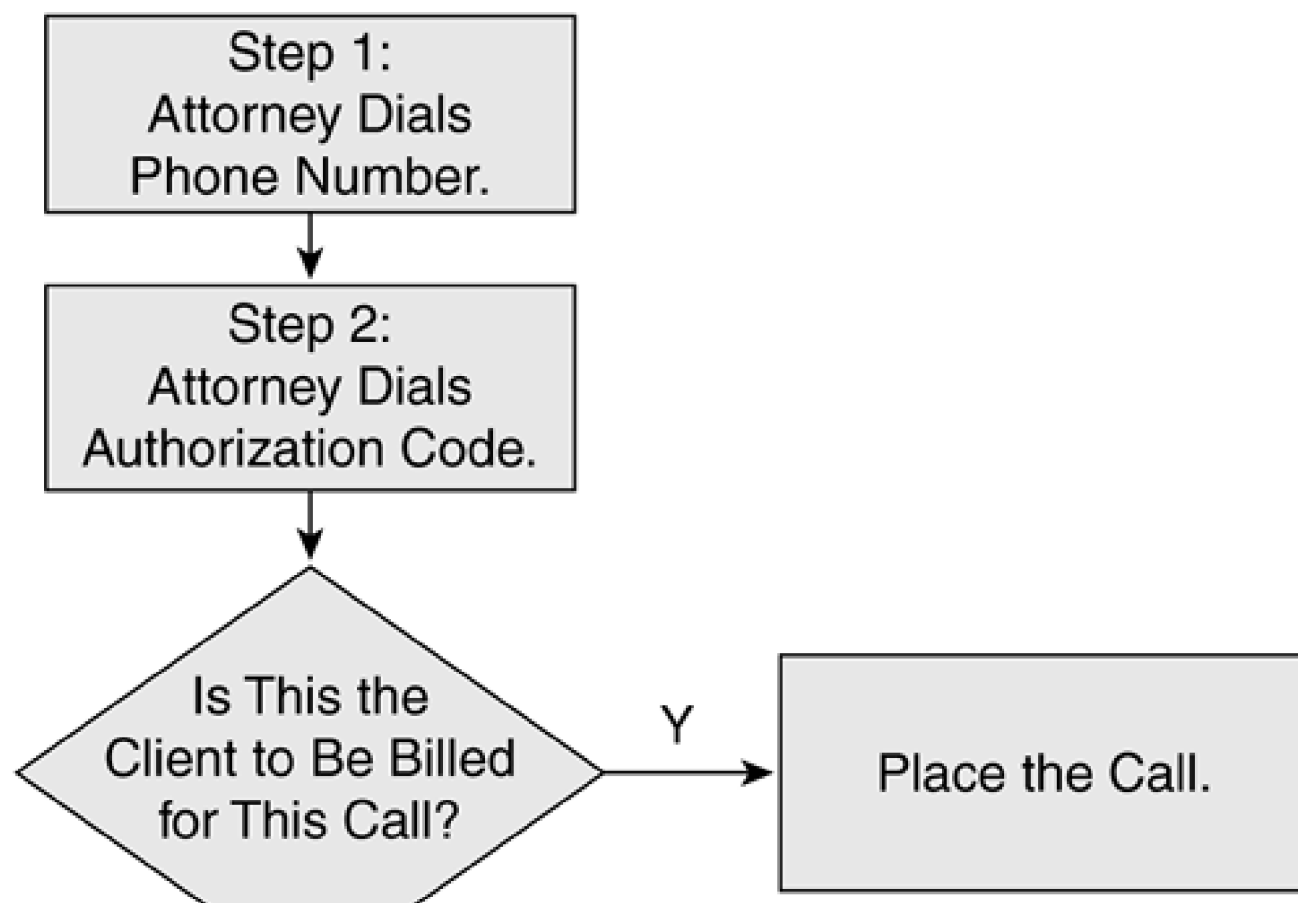 Step 1:
Attorney Dials
Phone Number.
Step 2:
Attorney Dials
Authorization Code.
Is This the
Client to Be Billed
for This Call?
Y
Place the Call.